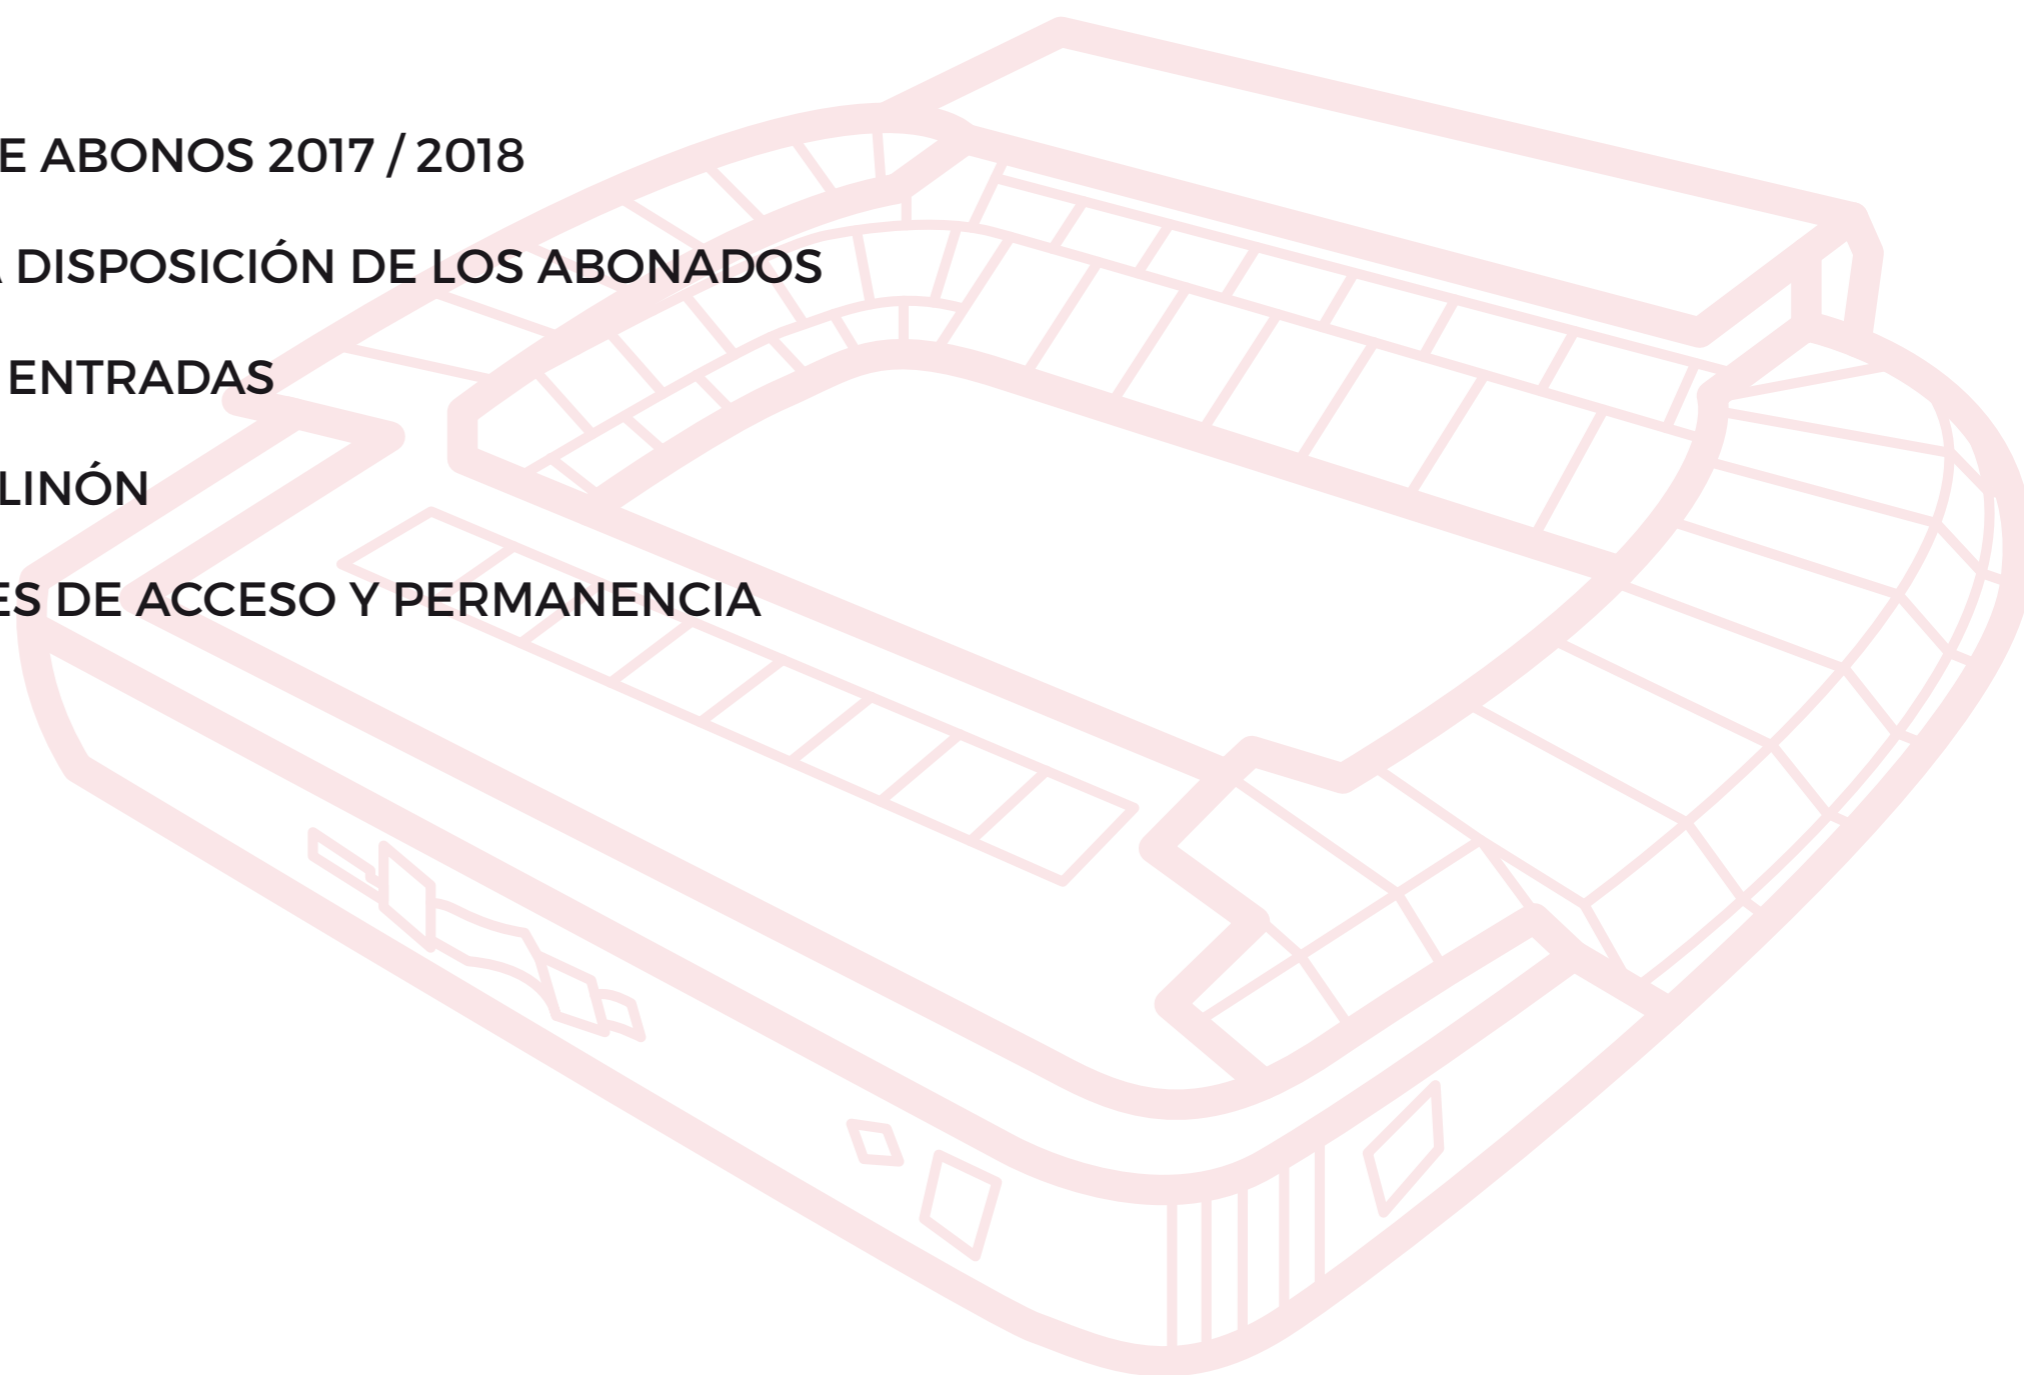 E ABONOS 2017 / 2018
A DISPOSICIÓN DE LOS ABONADOS
ENTRADAS
LINÓN
ES DE ACCESO Y PERMANENCIA